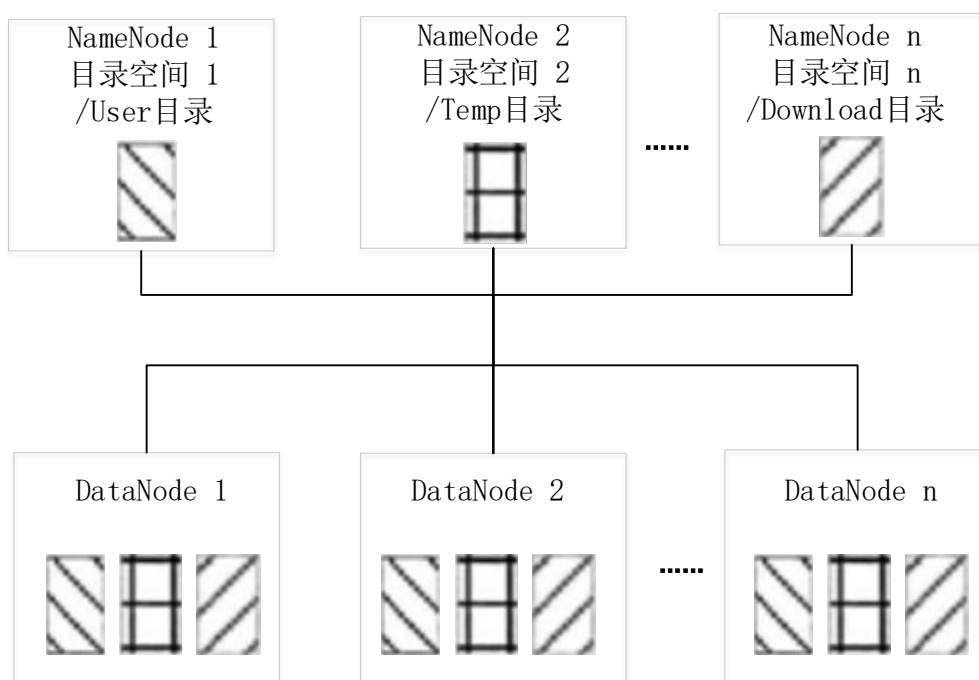 NameNode 1
目录空间 1
/User目录
NameNode 2
目录空间 2
/Temp目录
……
NameNode n
目录空间 n
/Download目录
DataNode 1
DataNode 2
……
DataNode n